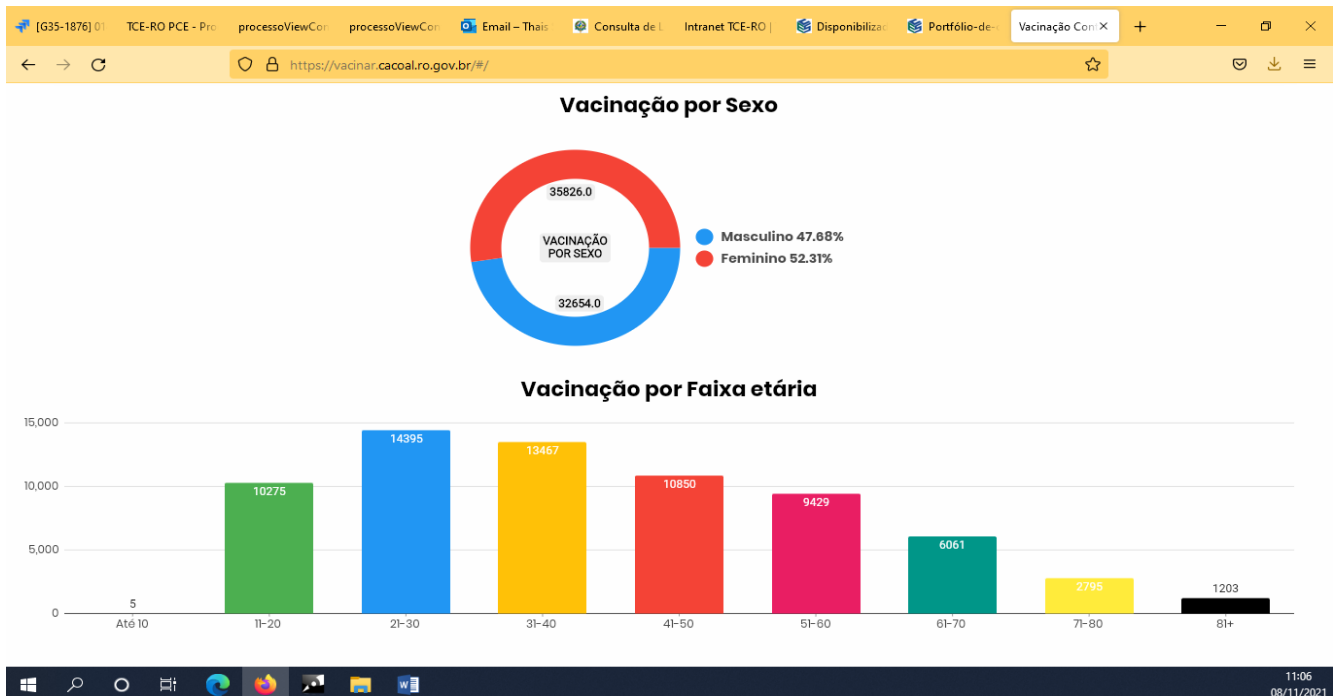 [G35-1876] 01
TCE-RO PCE - Pro
processoViewCon
processoViewCon
Email – Thais
Consulta de L
Intranet TCE-RO |
Disponibilizaç
Portfólio-de-
Vacinação Con
https://vacinar.cacoal.ro.gov.br/#/
Vacinação por Sexo
35826.0
VACINAÇÃO
POR SEXO
32654.0
Masculino 47.68%
Feminino 52.31%
Vacinação por Faixa etária
15,000
10,000
5,000
0
5
10275
14395
13467
10850
9429
6061
2795
1203
Até 10
11-20
21-30
31-40
41-50
51-60
61-70
71-80
81+
11:06
08/11/2021